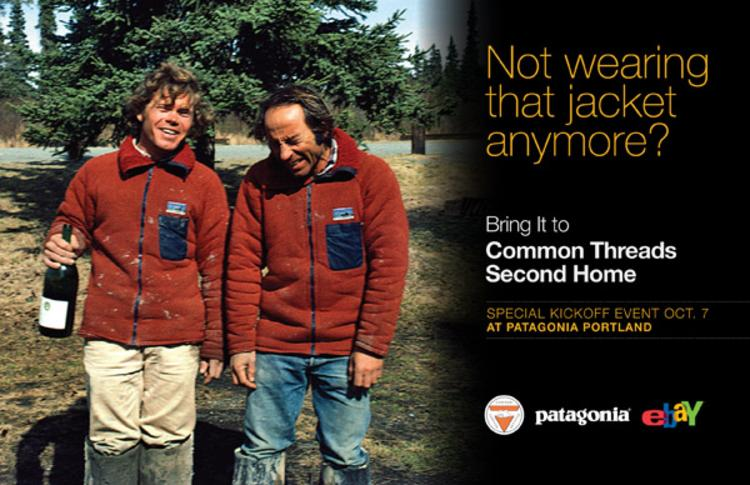 Not wearing
that jacket
anymore?
Bring It to
Common Threads
Second Home
SPECIAL KICKOFF EVENT OCT. 7
AT PATAGONIA PORTLAND
patagonia
ebay